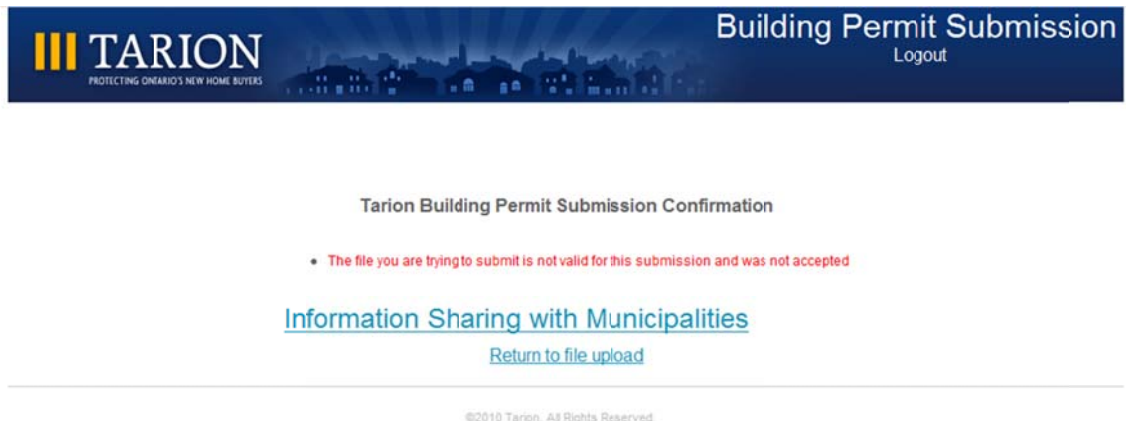 TARION
PROTECTING ONTARIO'S NEW HOME BUYERS
Building Permit Submission
Logout
Tarion Building Permit Submission Confirmation
• The file you are trying to submit is not valid for this submission and was not accepted
Information Sharing with Municipalities
Return to file upload
©2010 Tarion. All Rights Reserved.